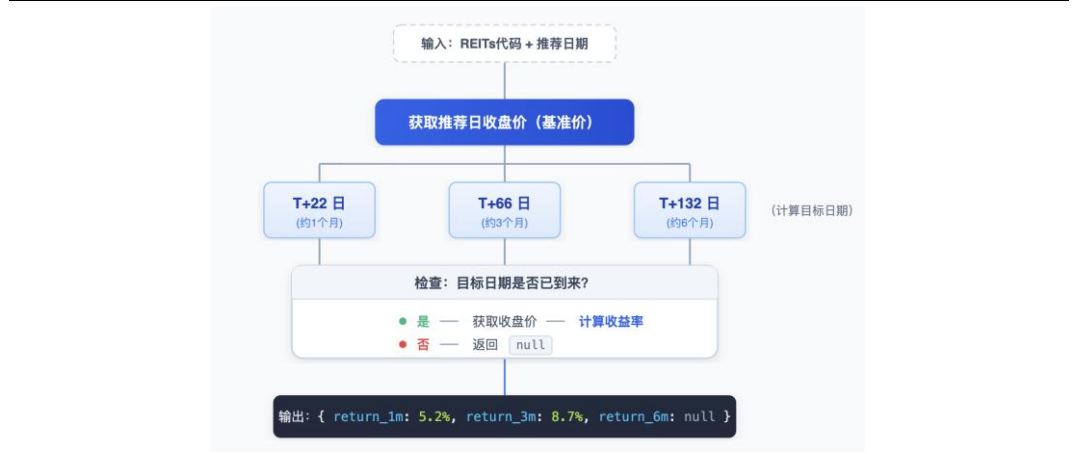 输入：REITs代码 + 推荐日期
获取推荐日收盘价（基准价）
T+22 日
(约1个月)
T+66 日
(约3个月)
T+132 日
(约6个月)
(计算目标日期)
检查：目标日期是否已到来?
是 — 获取收盘价 — 计算收益率
否 — 返回 null
输出: { return_1m: 5.2%, return_3m: 8.7%, return_6m: null }